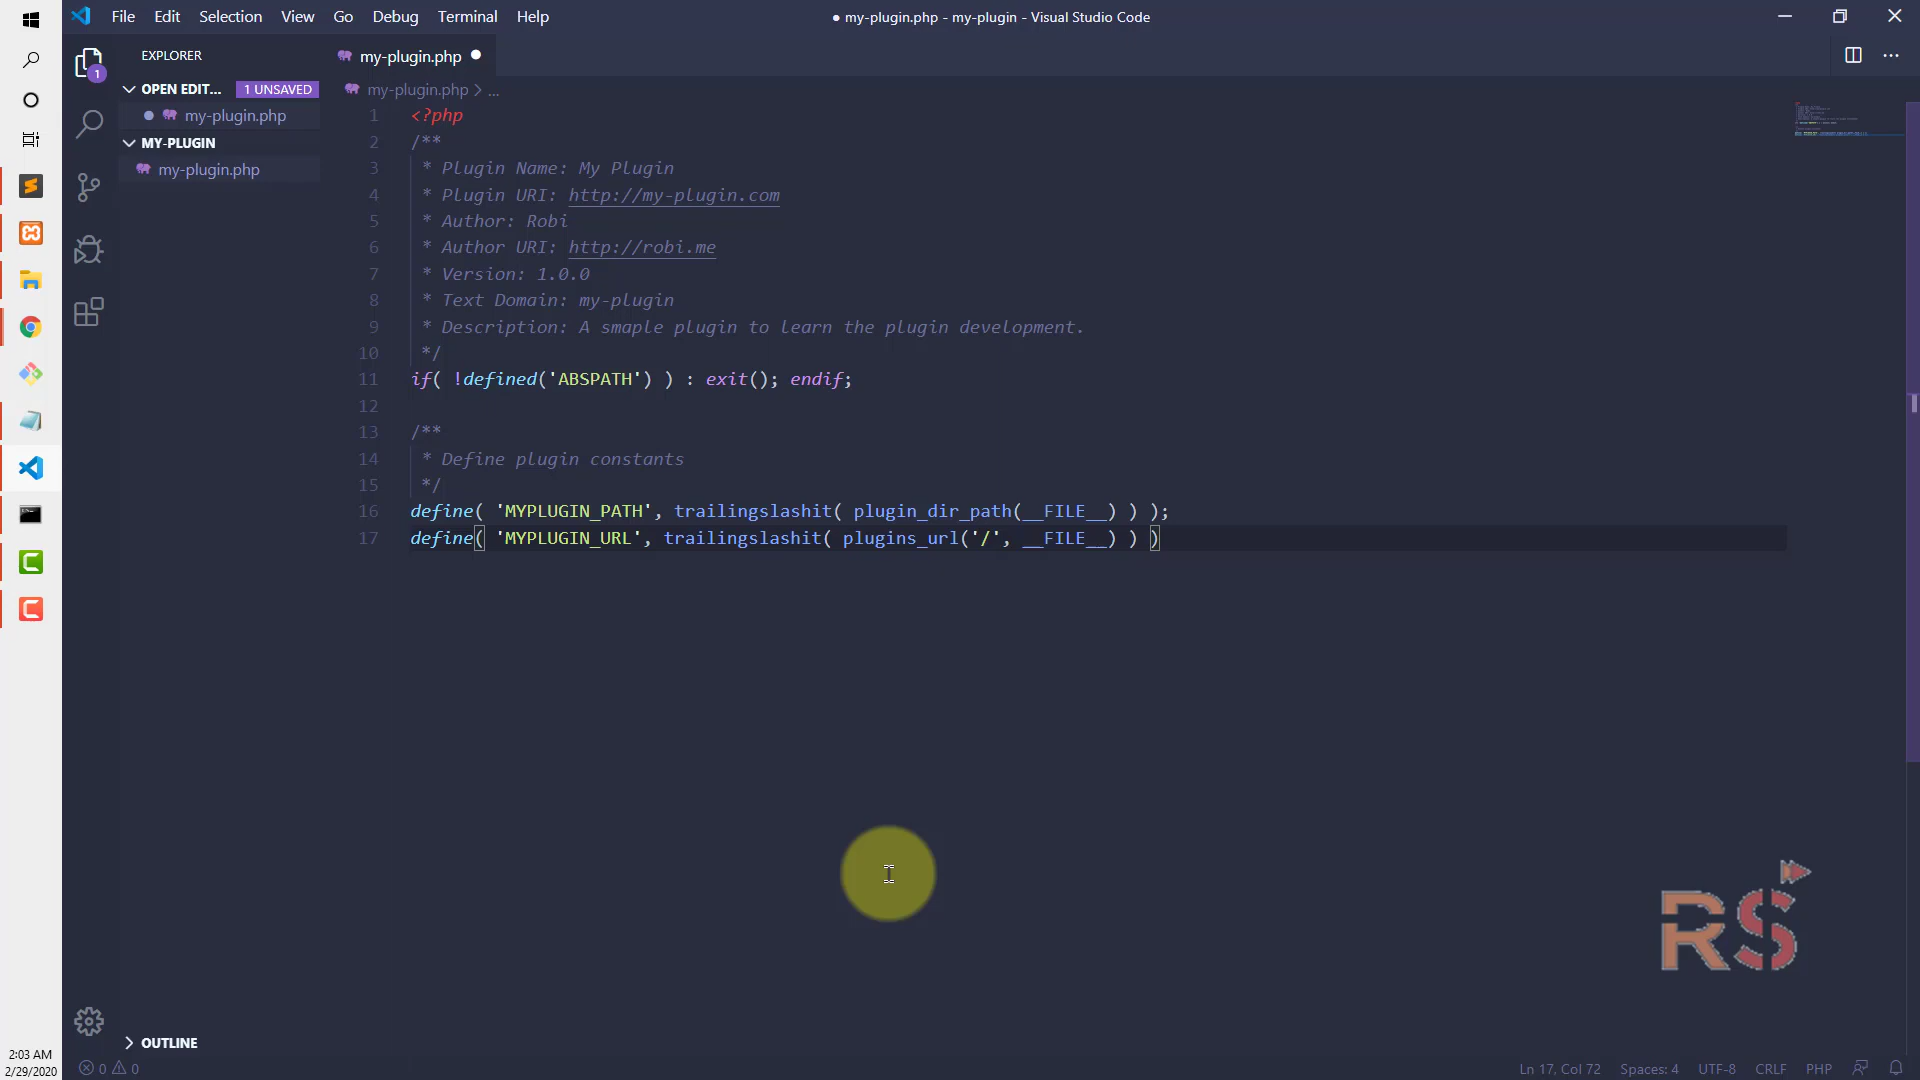 File Edit Selection View Go Debug Terminal Help
● my-plugin.php - my-plugin - Visual Studio Code
EXPLORER
my-plugin.php
OPEN EDIT... 1 UNSAVED
my-plugin.php > ...
my-plugin.php
MY-PLUGIN
my-plugin.php
1 <?php
2 /**
3 * Plugin Name: My Plugin
4 * Plugin URI: http://my-plugin.com
5 * Author: Robi
6 * Author URI: http://robi.me
7 * Version: 1.0.0
8 * Text Domain: my-plugin
9 * Description: A smaple plugin to learn the plugin development.
10 */
11 if( !defined('ABSPATH') ) : exit(); endif;
12
13 /**
14 * Define plugin constants
15 */
16 define( 'MYPLUGIN_PATH', trailingslashit( plugin_dir_path(__FILE__) ) );
17 define( 'MYPLUGIN_URL', trailingslashit( plugins_url('/', __FILE__) ) )
RS
OUTLINE
2:03 AM
2/29/2020
0 0
Ln 17, Col 72 Spaces: 4 UTF-8 CRLF PHP
1